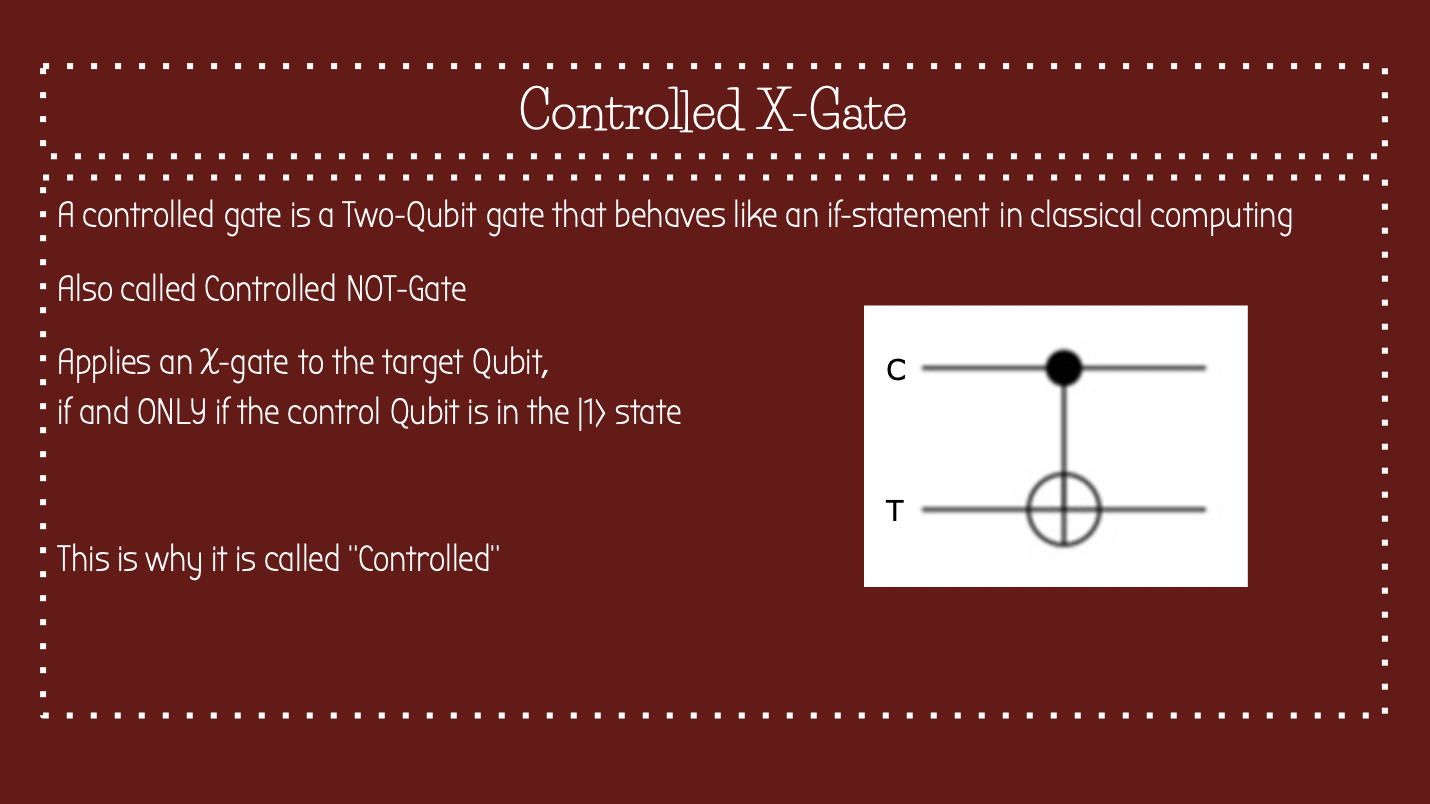 Controlled X-Gate
A controlled gate is a Two-Qubit gate that behaves like an if-statement in classical computing
Also called Controlled NOT-Gate
Applies an X-gate to the target Qubit,
if and ONLY if the control Qubit is in the |1⟩ state
C
T
This is why it is called "Controlled"